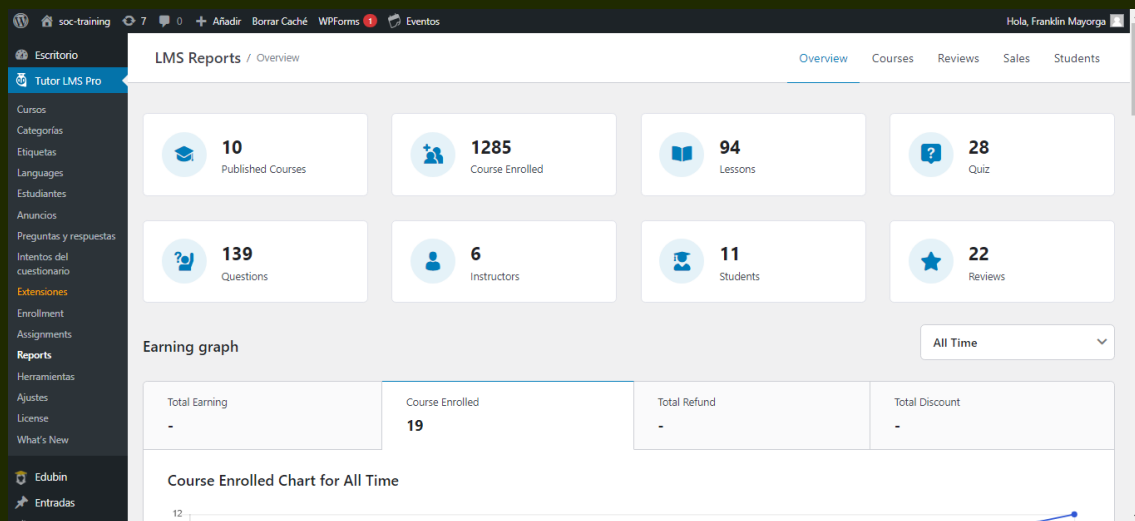 soc-training 7 0 Añadir Borrar Caché WPForms 1 Eventos Hola, Franklin Mayorga
Escritorio
Tutor LMS Pro
Cursos
Categorías
Etiquetas
Languages
Estudiantes
Anuncios
Preguntas y respuestas
Intentos del
cuestionario
Extensiones
Enrollment
Assignments
Reports
Herramientas
Ajustes
License
What's New
Edubin
Entradas
LMS Reports / Overview
Overview Courses Reviews Sales Students
10
Published Courses
1285
Course Enrolled
94
Lessons
28
Quiz
139
Questions
6
Instructors
11
Students
22
Reviews
Earning graph
All Time
Total Earning
-
Course Enrolled
19
Total Refund
-
Total Discount
-
Course Enrolled Chart for All Time
12